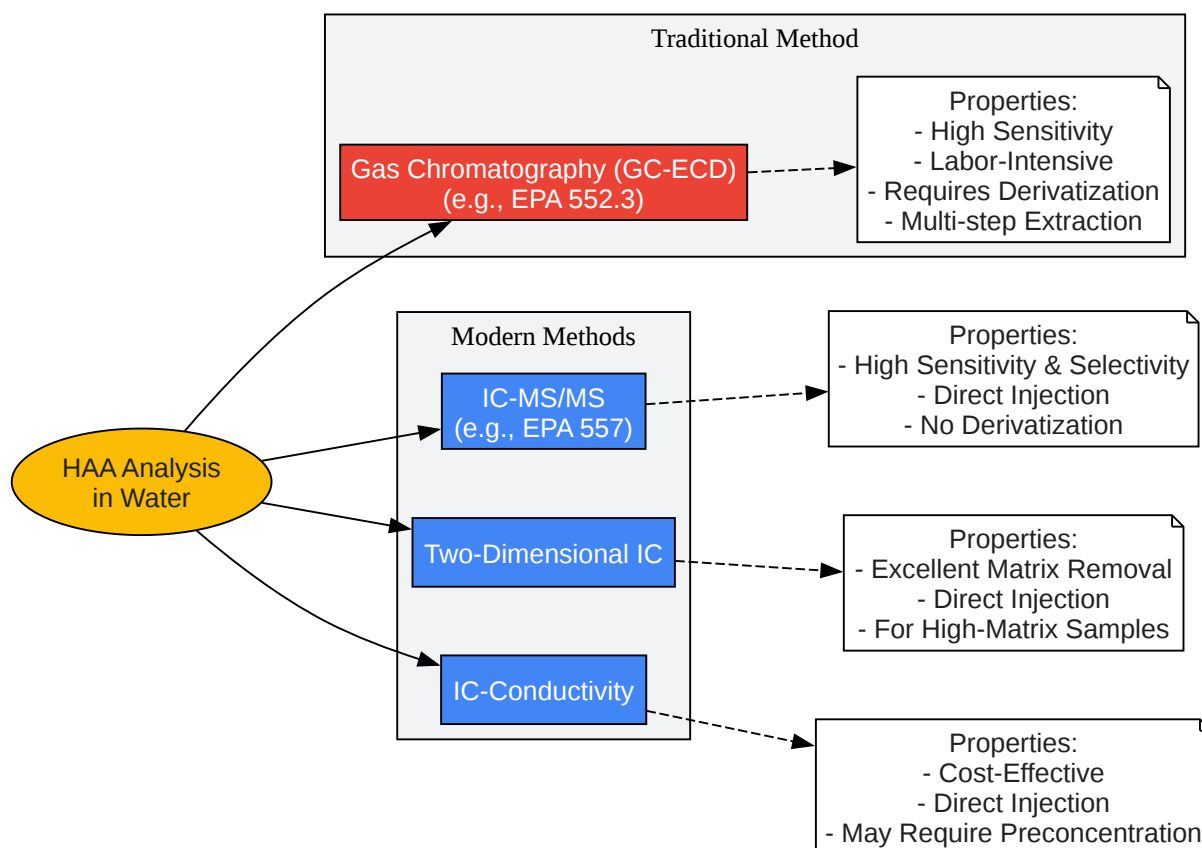 Traditional Method
Gas Chromatography (GC-ECD)
(e.g., EPA 552.3)
Properties:
- High Sensitivity
- Labor-Intensive
- Requires Derivatization
- Multi-step Extraction
HAA Analysis
in Water
Modern Methods
IC-MS/MS
(e.g., EPA 557)
Properties:
- High Sensitivity & Selectivity
- Direct Injection
- No Derivatization
Two-Dimensional IC
Properties:
- Excellent Matrix Removal
- Direct Injection
- For High-Matrix Samples
IC-Conductivity
Properties:
- Cost-Effective
- Direct Injection
- May Require Preconcentration